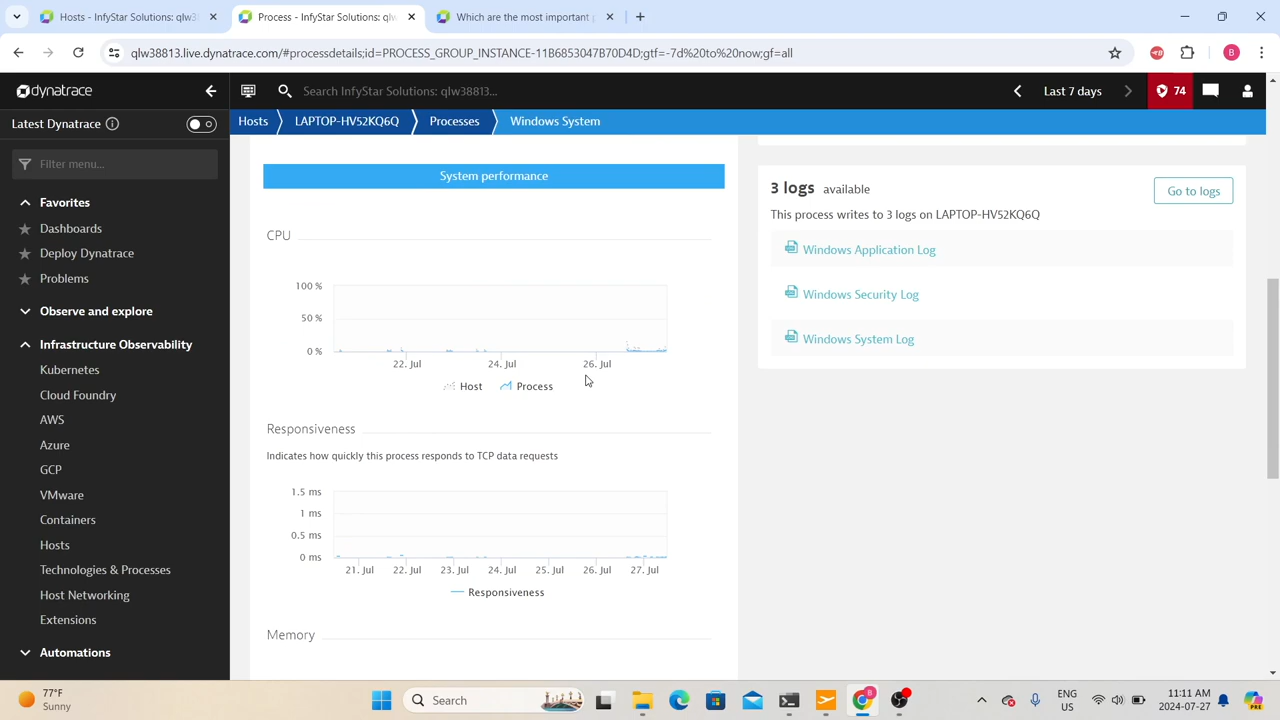 Hosts - InfyStar Solutions: qlw3
Process - InfyStar Solutions: qlw
Which are the most important p
qlw38813.live.dynatrace.com/#processdetails;id=PROCESS_GROUP_INSTANCE-11B6853047B70D4D;gtf=-7d%20to%20now;gf=all
B
dynatrace
Search InfyStar Solutions: qlw38813...
Last 7 days
74
Latest Dynatrace
Hosts
LAPTOP-HV52KQ6Q
Processes
Windows System
Filter menu...
Favorites
Dashboards
Deploy Dynatrace
Problems
Observe and explore
Infrastructure Observability
Kubernetes
Cloud Foundry
AWS
Azure
GCP
VMware
Containers
Hosts
Technologies & Processes
Host Networking
Extensions
Automations
System performance
CPU
100 %
50 %
0 %
22. Jul
24. Jul
26. Jul
Host
Process
Responsiveness
Indicates how quickly this process responds to TCP data requests
1.5 ms
1 ms
0.5 ms
0 ms
21. Jul
22. Jul
23. Jul
24. Jul
25. Jul
26. Jul
27. Jul
Responsiveness
Memory
3 logs available
Go to logs
This process writes to 3 logs on LAPTOP-HV52KQ6Q
Windows Application Log
Windows Security Log
Windows System Log
77°F
Sunny
Search
B
ENG
US
11:11 AM
2024-07-27
PRE